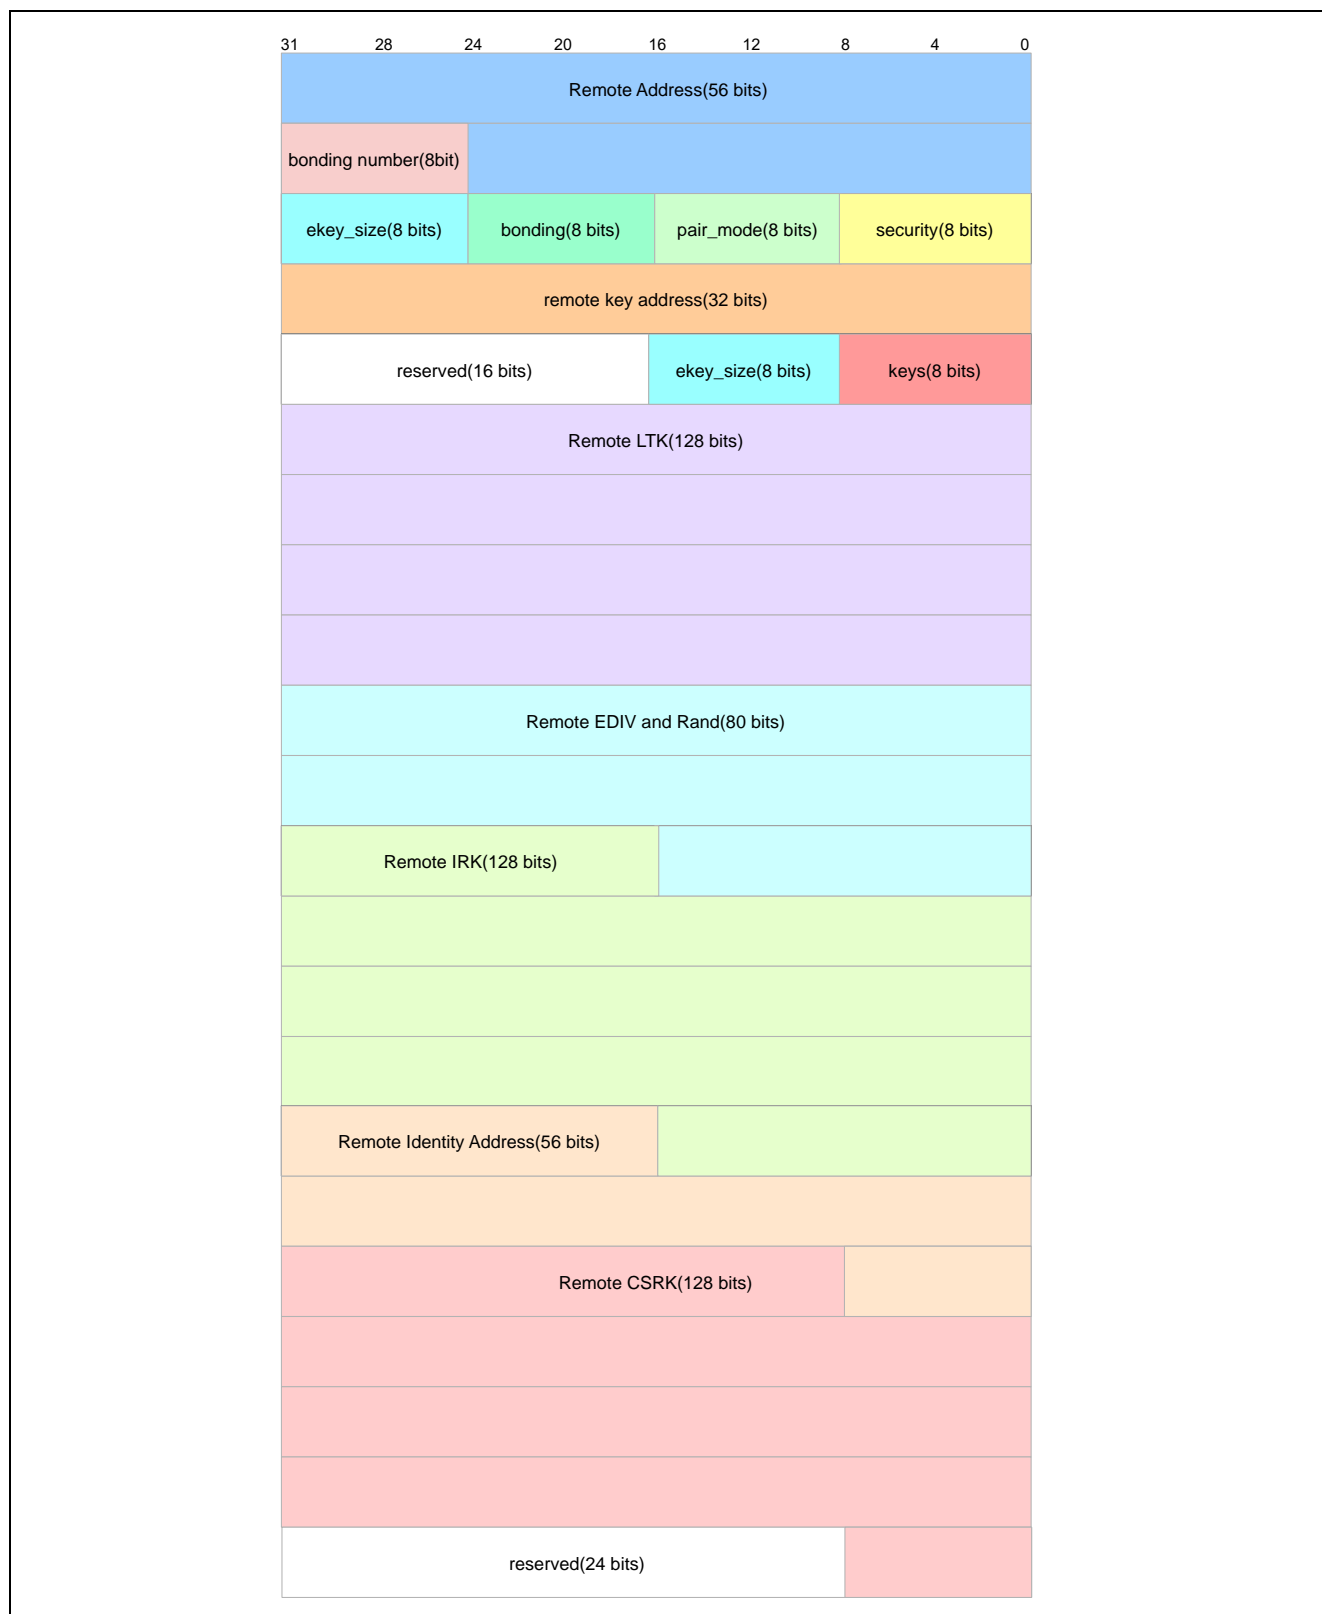 31 28 24 20 16 12 8 4 0
Remote Address(56 bits)
bonding number(8bit)
ekey_size(8 bits) bonding(8 bits) pair_mode(8 bits) security(8 bits)
remote key address(32 bits)
reserved(16 bits) ekey_size(8 bits) keys(8 bits)
Remote LTK(128 bits)
Remote EDIV and Rand(80 bits)
Remote IRK(128 bits)
Remote Identity Address(56 bits)
Remote CSRK(128 bits)
reserved(24 bits)